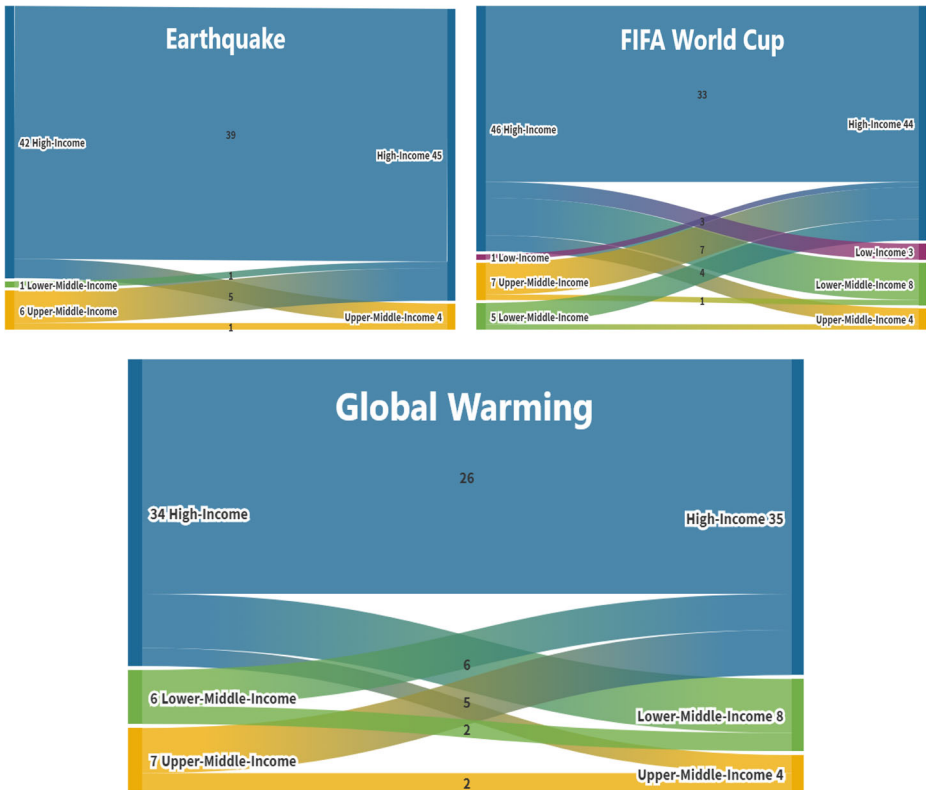 Earthquake
39
42 High-Income
High-Income 45
1
1 Lower-Middle-Income
5
6 Upper-Middle-Income
Upper-Middle-Income 4
1
FIFA World Cup
33
46 High-Income
High-Income 44
3
7
1 Low-Income
Low-Income 3
4
7 Upper-Middle-Income
Lower-Middle-Income 8
1
5 Lower-Middle-Income
Upper-Middle-Income 4
Global Warming
26
34 High-Income
High-Income 35
6
6 Lower-Middle-Income
5
Lower-Middle-Income 8
2
7 Upper-Middle-Income
Upper-Middle-Income 4
2